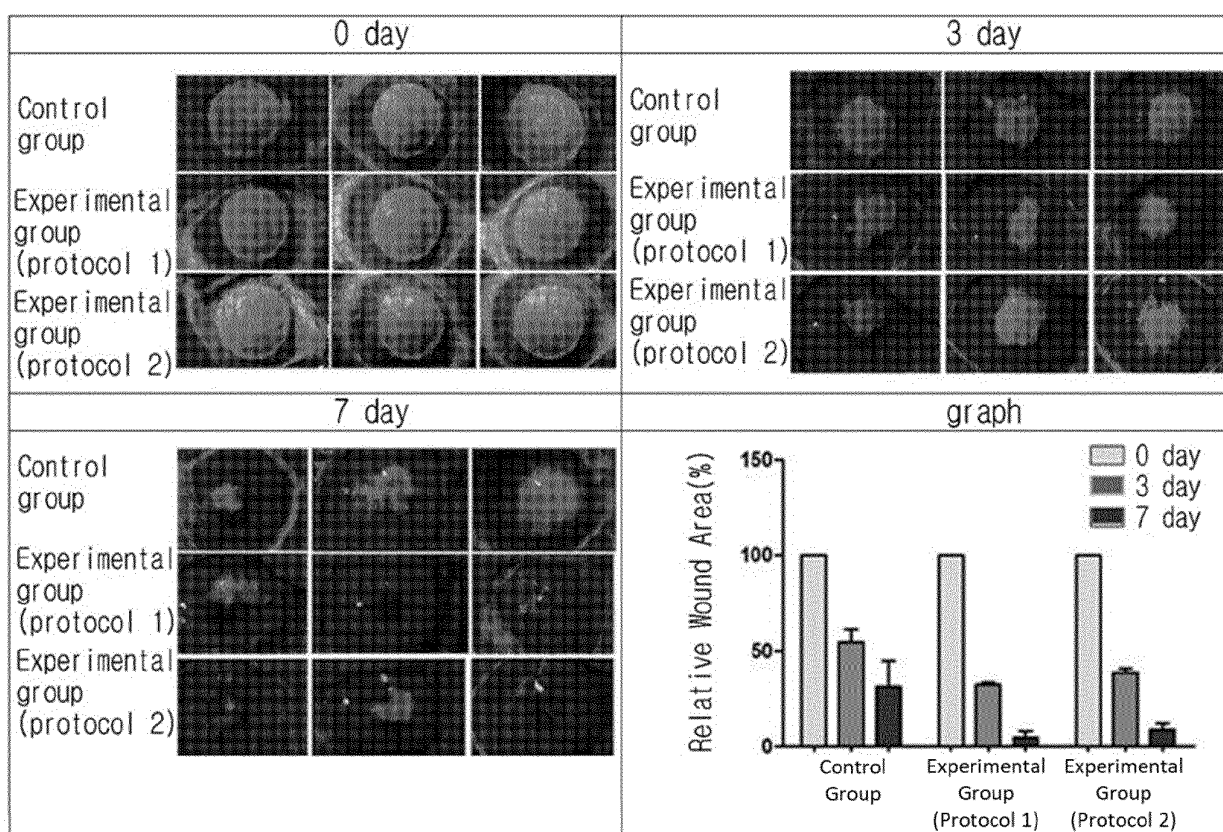 0 day
3 day
Control
group
Experimental
group
(protocol 1)
Experimental
group
(protocol 2)
Control
group
Experimental
group
(protocol 1)
Experimental
group
(protocol 2)
7 day
graph
Control
group
Experimental
group
(protocol 1)
Experimental
group
(protocol 2)
Relative Wound Area(%)
150
100
50
0
0 day
3 day
7 day
Control
Group
Experimental
Group
(Protocol 1)
Experimental
Group
(Protocol 2)